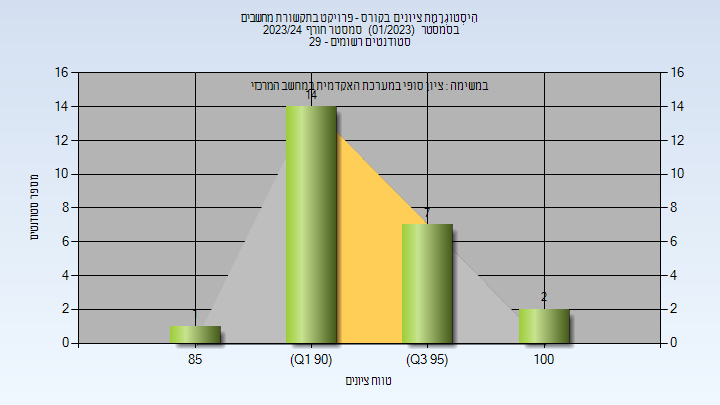 היסטוגרמת ציונים בקורס - פרויקט בתקשורת מחשבים
בסמסטר (01/2023) סמסטר חורף 2023/24
סטודנטים רשומים - 29
במשימה : ציון סופי במערכת האקדמית במחשב המרכזי
16 16
14 14
12 12
10 10
8 8
6 6
4 4
2 2
0 0
14
7
2
1
מספר סטודנטים
85 (Q1 90) (Q3 95) 100
טווח ציונים